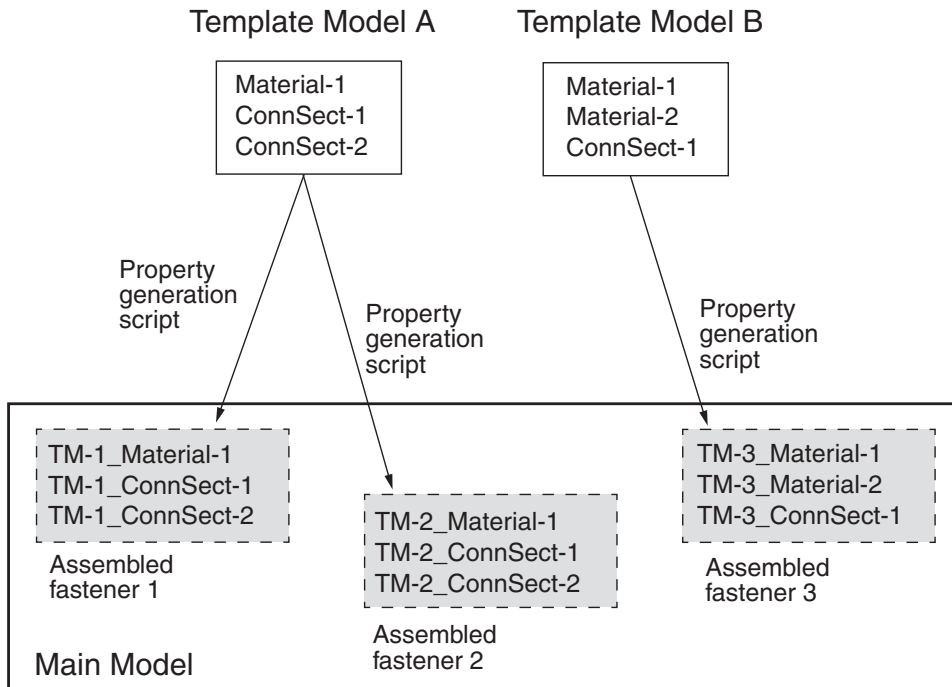 Template Model A
Template Model B
Material-1
ConnSect-1
ConnSect-2
Material-1
Material-2
ConnSect-1
Property
generation
script
Property
generation
script
Property
generation
script
TM-1_Material-1
TM-1_ConnSect-1
TM-1_ConnSect-2
Assembled
fastener 1
TM-2_Material-1
TM-2_ConnSect-1
TM-2_ConnSect-2
Assembled
fastener 2
TM-3_Material-1
TM-3_Material-2
TM-3_ConnSect-1
Assembled
fastener 3
Main Model